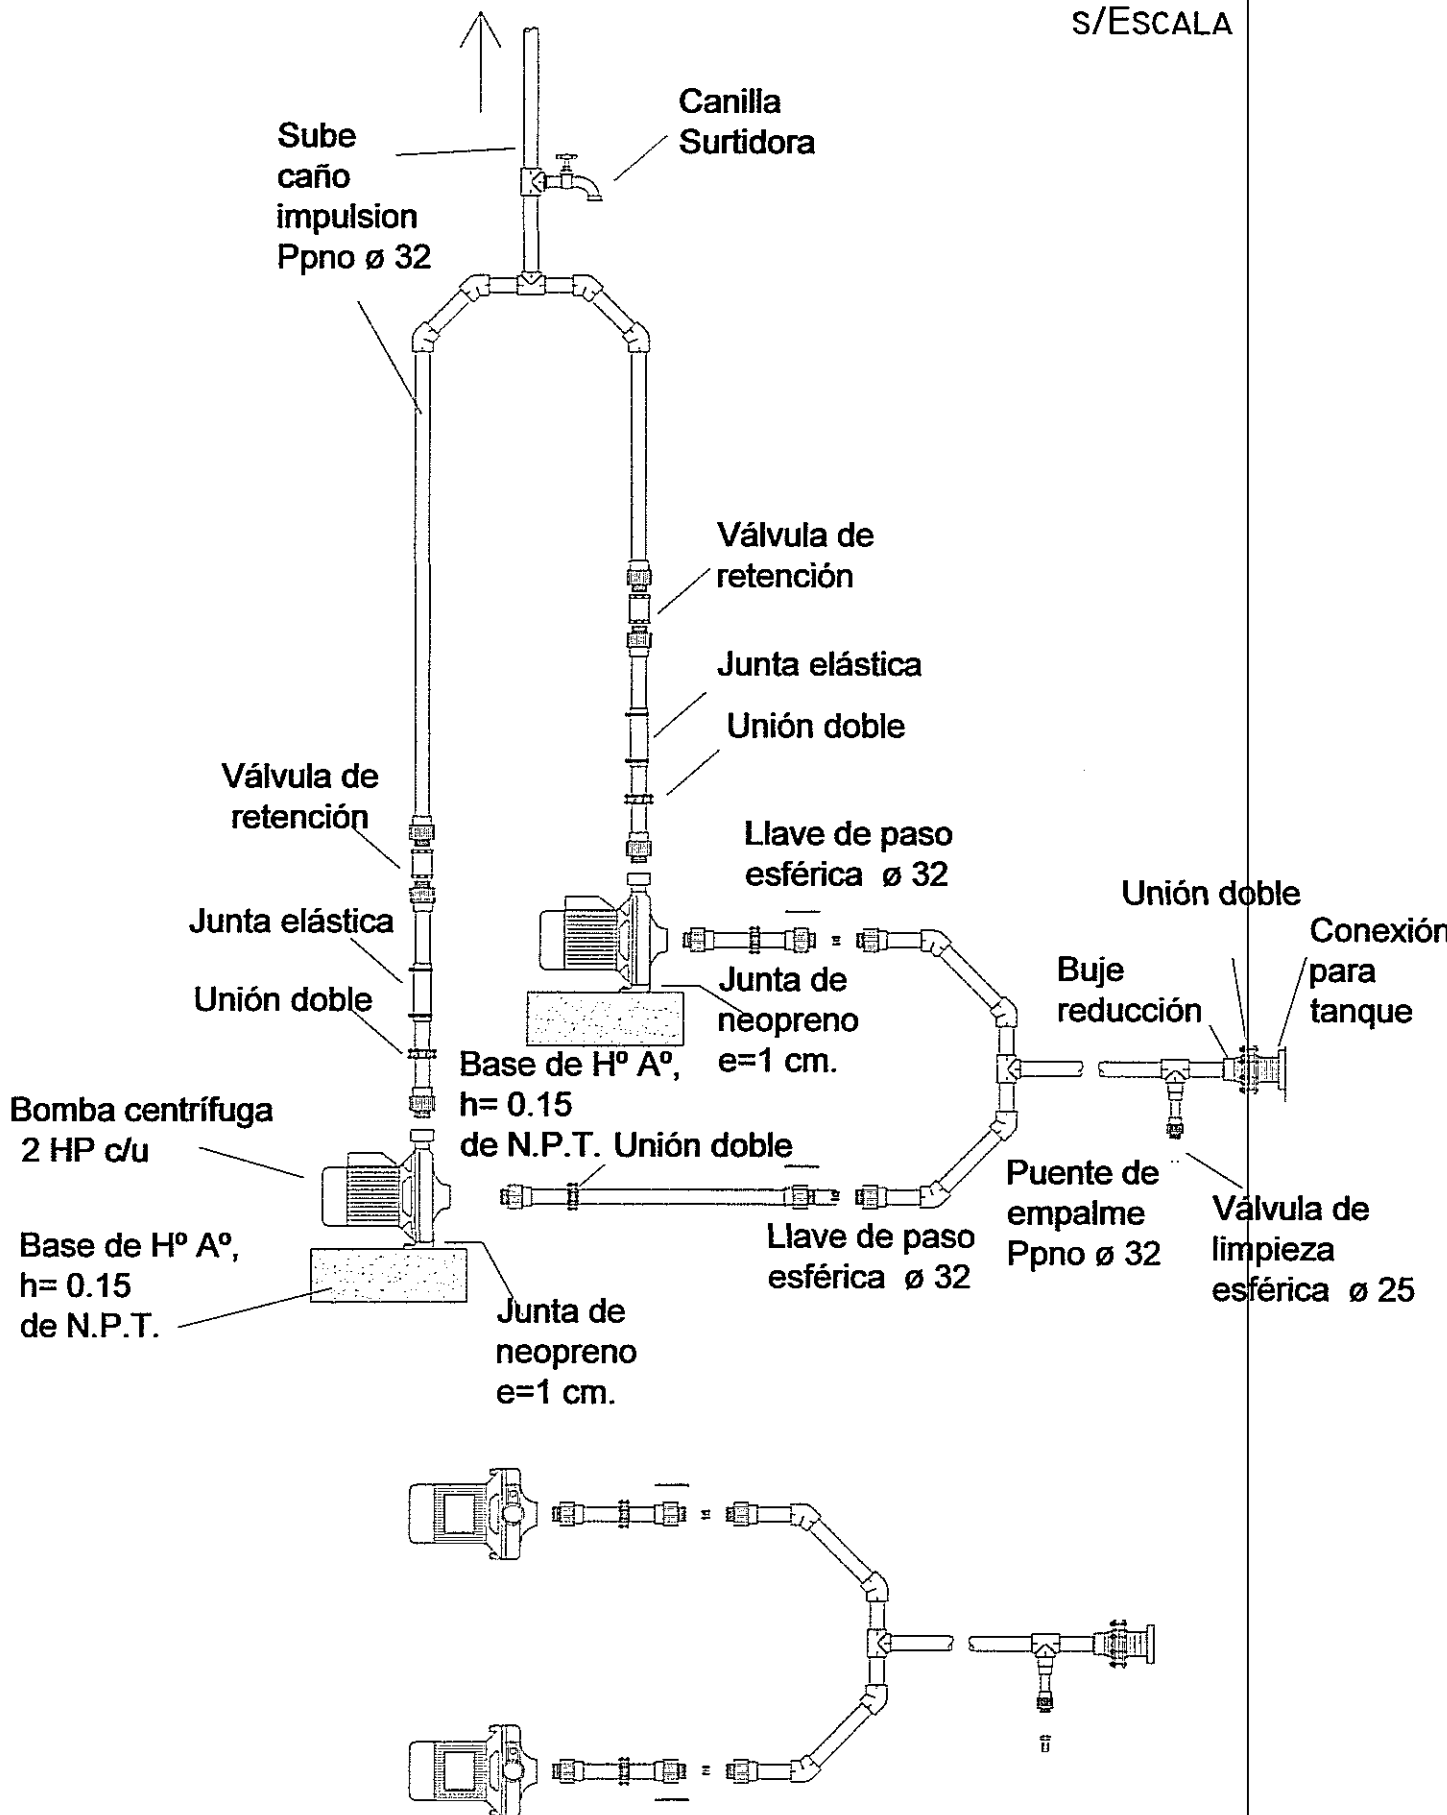 S/ESCALA
Canilla
Surtidora
Sube
caño
impulsion
Ppno ø 32
Válvula de
retención
Junta elástica
Unión doble
Válvula de
retención
Llave de paso
esférica ø 32
Unión doble
Junta elástica
Conexión
para
tanque
Buje
reducción
Unión doble
Junta de
neopreno
e=1 cm.
Base de Hº Aº,
h= 0.15
de N.P.T.
Unión doble
Bomba centrífuga
2 HP c/u
Puente de
empalme
Ppno ø 32
Válvula de
limpieza
esférica ø 25
Llave de paso
esférica ø 32
Base de Hº Aº,
h= 0.15
de N.P.T.
Junta de
neopreno
e=1 cm.